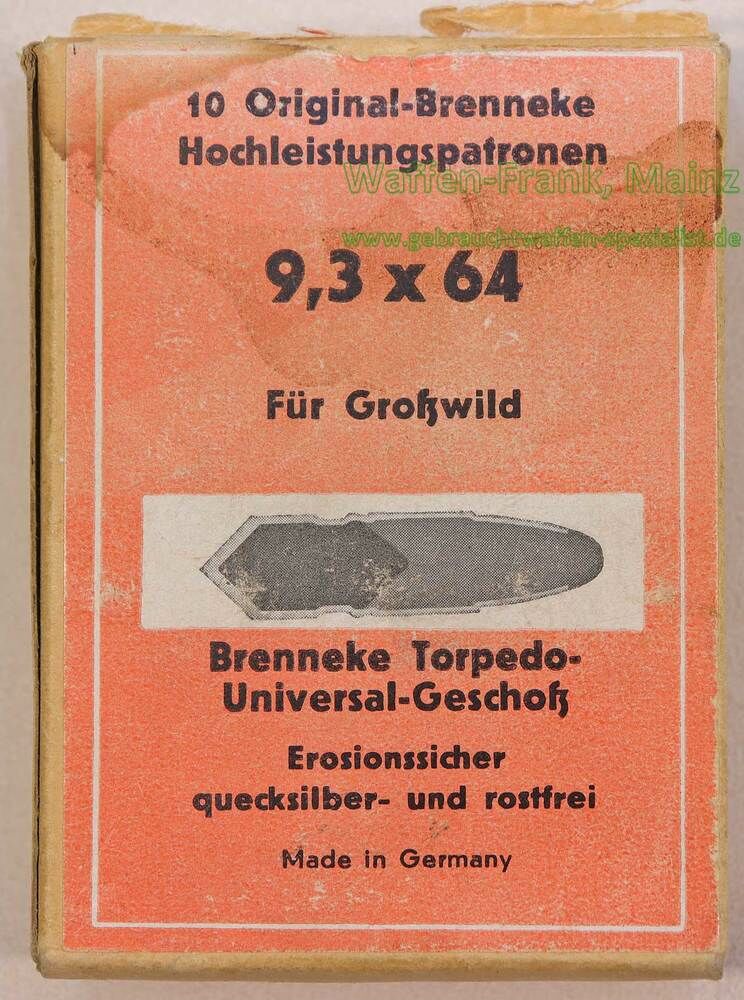 10 Original-Brenneke
Hochleistungspatronen
Waffen-Frank, Mainz
www.gebrauchtwaffen-spezialist.de
9,3 x 64
Für Großwild
Brenneke Torpedo-
Universal-Geschoß
Erosionssicher
quecksilber- und rostfrei
Made in Germany